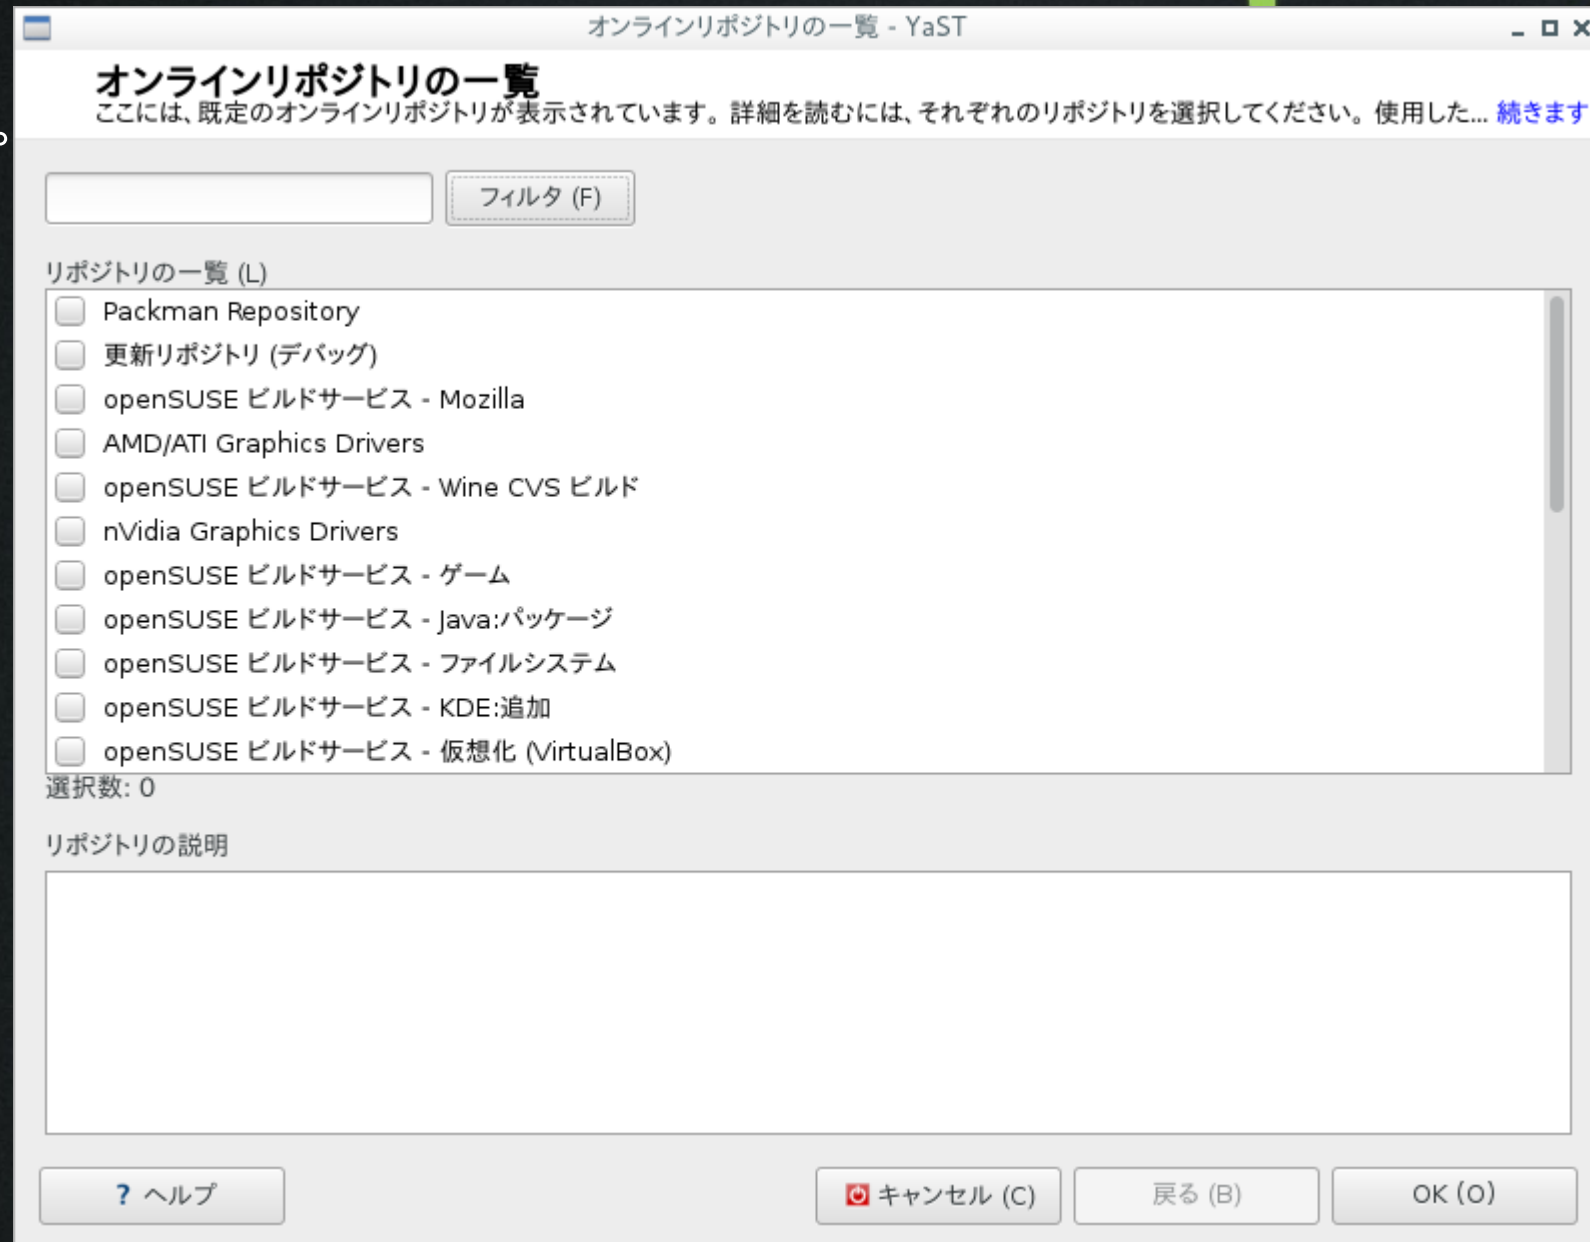 オンラインリポジトリの一覧 - YaST
オンラインリポジトリの一覧
ここには、既定のオンラインリポジトリが表示されています。詳細を読むには、それぞれのリポジトリを選択してください。使用した... 続きます
フィルタ (F)
リポジトリの一覧 (L)
Packman Repository
更新リポジトリ (デバッグ)
openSUSE ビルドサービス - Mozilla
AMD/ATI Graphics Drivers
openSUSE ビルドサービス - Wine CVS ビルド
nVidia Graphics Drivers
openSUSE ビルドサービス - ゲーム
openSUSE ビルドサービス - Java:パッケージ
openSUSE ビルドサービス - ファイルシステム
openSUSE ビルドサービス - KDE:追加
openSUSE ビルドサービス - 仮想化 (VirtualBox)
選択数: 0
リポジトリの説明
? ヘルプ
キャンセル (C)
戻る (B)
OK (O)